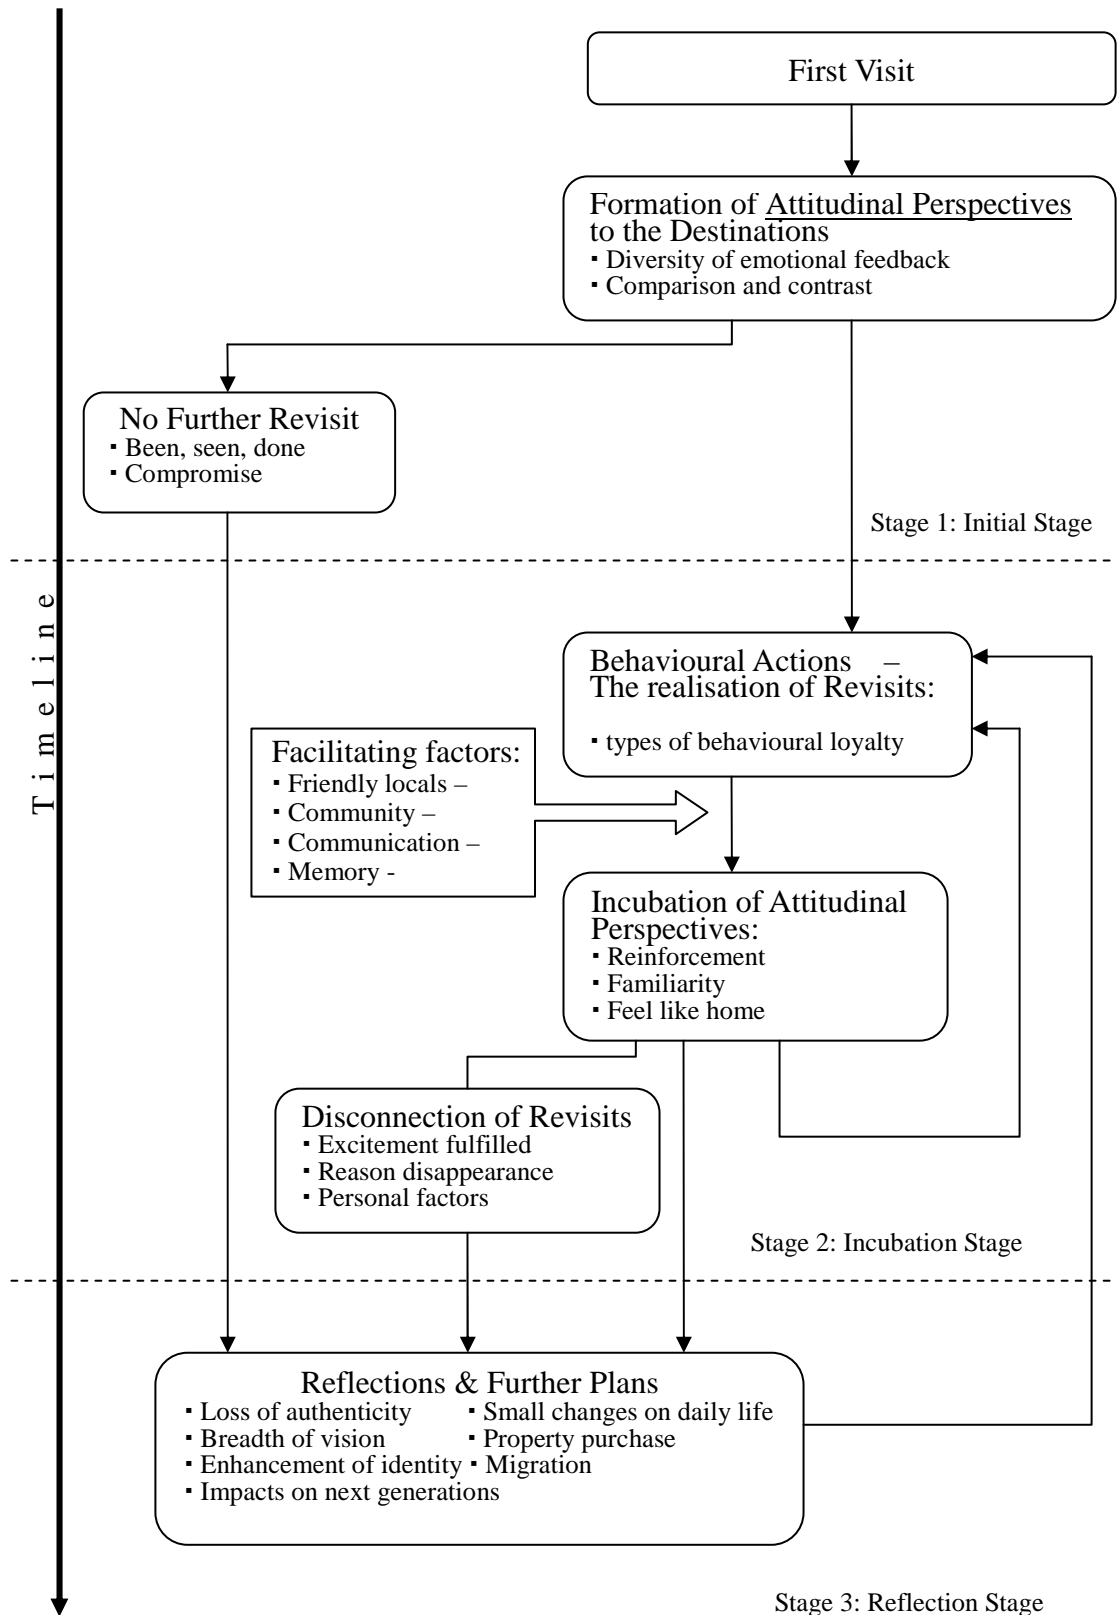 First Visit
Formation of Attitudinal Perspectives
to the Destinations
▪ Diversity of emotional feedback
▪ Comparison and contrast
No Further Revisit
▪ Been, seen, done
▪ Compromise
Stage 1: Initial Stage
Timeline
Behavioural Actions –
The realisation of Revisits:
▪ types of behavioural loyalty
Facilitating factors:
▪ Friendly locals –
▪ Community –
▪ Communication –
▪ Memory -
Incubation of Attitudinal
Perspectives:
▪ Reinforcement
▪ Familiarity
▪ Feel like home
Disconnection of Revisits
▪ Excitement fulfilled
▪ Reason disappearance
▪ Personal factors
Stage 2: Incubation Stage
Reflections & Further Plans
▪ Loss of authenticity ▪ Small changes on daily life
▪ Breadth of vision ▪ Property purchase
▪ Enhancement of identity ▪ Migration
▪ Impacts on next generations
Stage 3: Reflection Stage